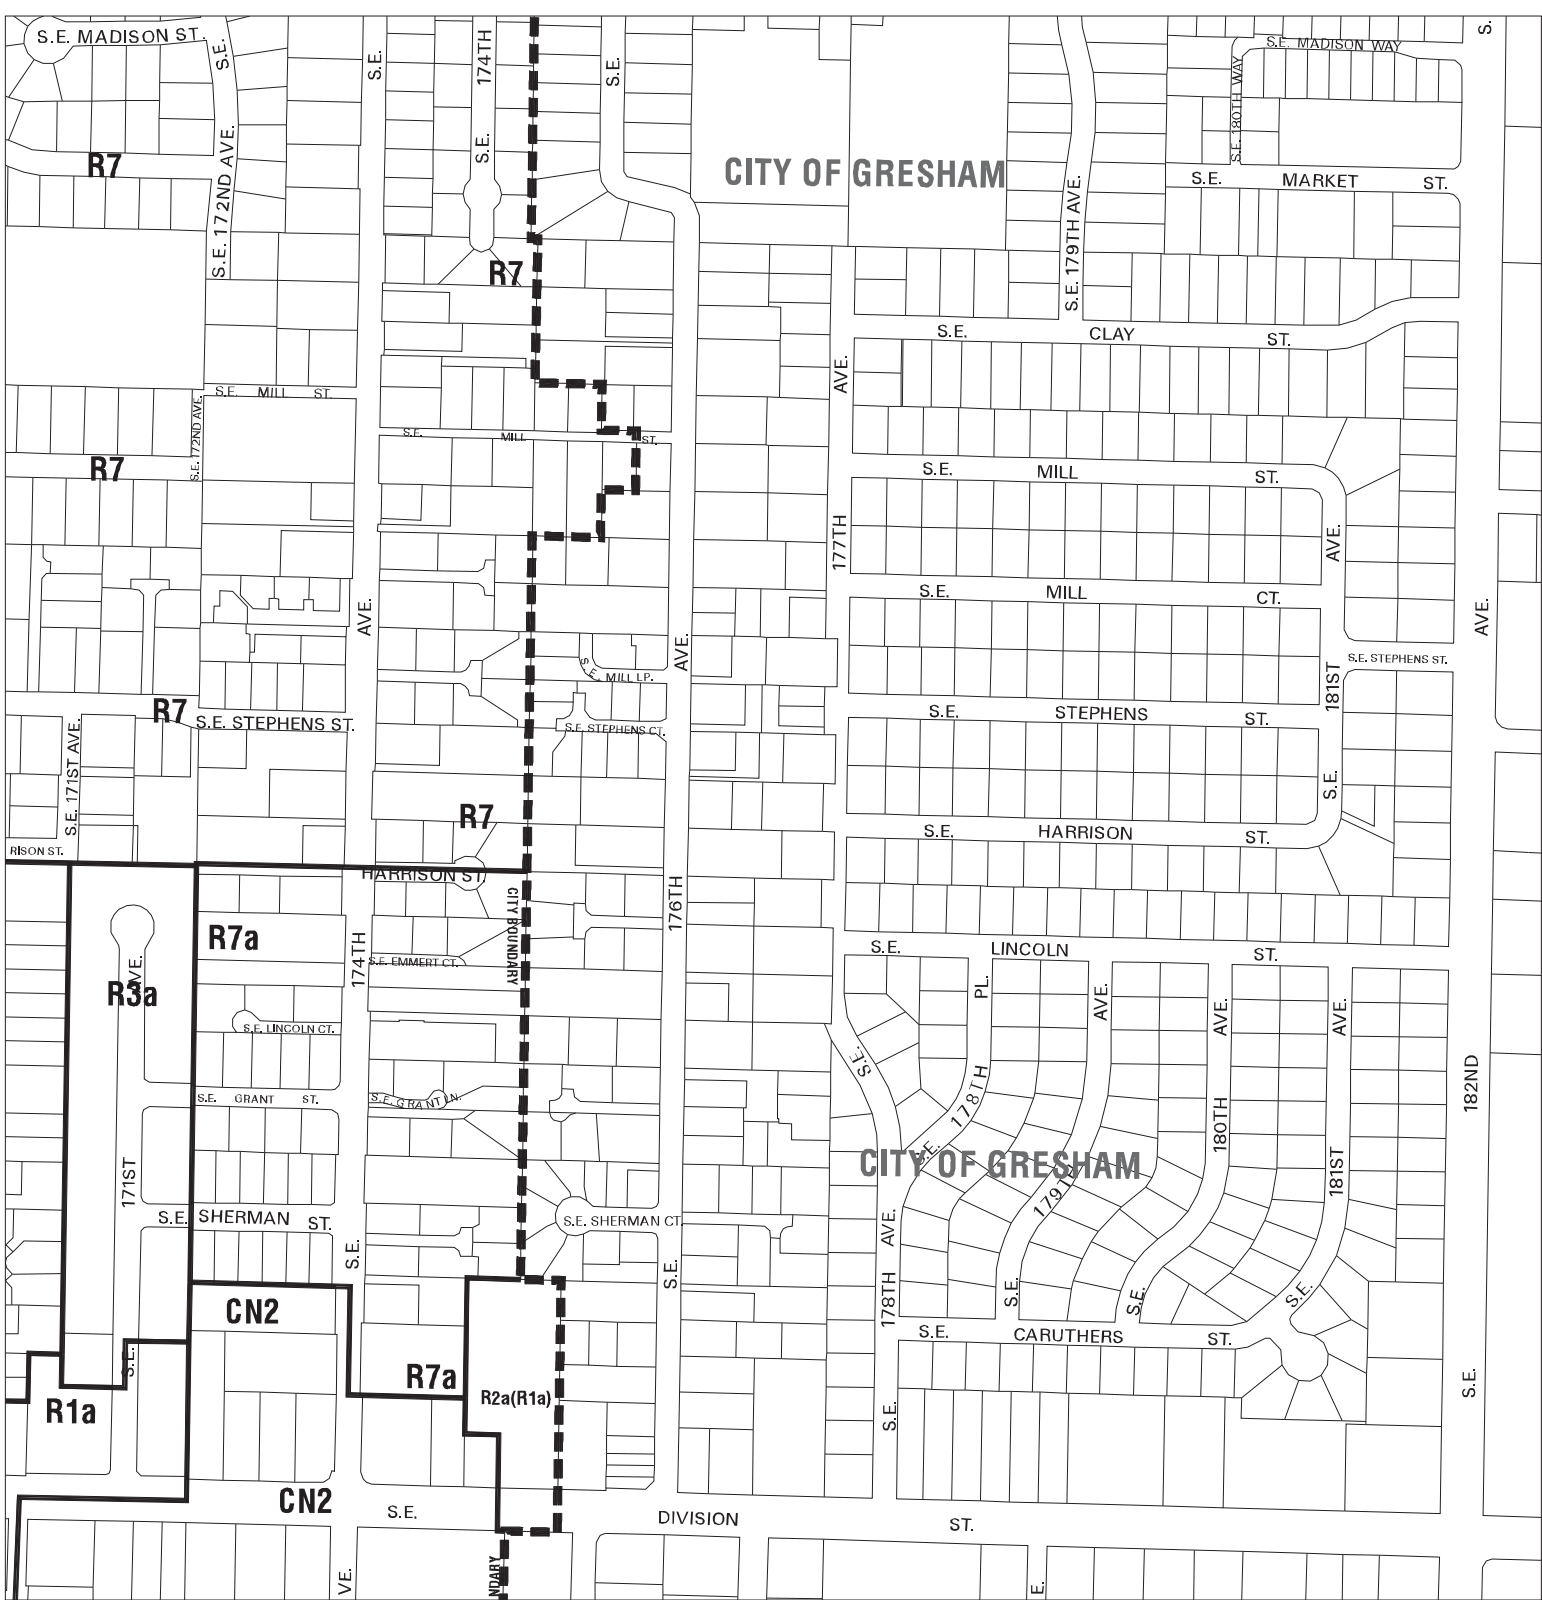 S.E. MADISON ST.
S.E.
S.E.
174TH
S.E.
S.E.
S.E. MADISON WAY
S.
S.E. 180TH WAY
S.E. 172ND AVE.
R7
CITY OF GRESHAM
S.E. MARKET ST.
S.E. 179TH AVE.
R7
S.E. CLAY ST.
AVE.
S.E. MILL ST.
S.E. 172ND AVE.
S.E. MILL ST.
R7
S.E. MILL ST.
177TH
AVE.
S.E. MILL CT.
AVE.
AVE.
AVE.
S.E. MILL LP.
S.E. STEPHENS ST.
181ST
R7
S.E. STEPHENS ST.
S.E. STEPHENS CT.
S.E. STEPHENS ST.
S.E. 171ST AVE.
S.E.
R7
S.E. HARRISON ST.
RISON ST.
HARRISON ST.
CITY BOUNDARY
176TH
R7a
174TH
S.E. EMMERT CT.
S.E. LINCOLN ST.
AVE.
R3a
PL.
AVE.
AVE.
AVE.
S.E. LINCOLN CT.
S.E.
178TH
182ND
S.E. GRANT ST.
S.E. GRANT LN.
S.E.
180TH
CITY OF GRESHAM
171ST
179TH
181ST
S.E. SHERMAN ST.
S.E. SHERMAN CT.
AVE.
S.E.
S.E.
178TH
S.E.
S.E.
S.E.
CN2
S.E. CARUTHERS ST.
S.E.
R7a
R2a(R1a)
S.E.
R1a
S.E.
CN2
S.E. DIVISION ST.
VE.
NDARY
E.